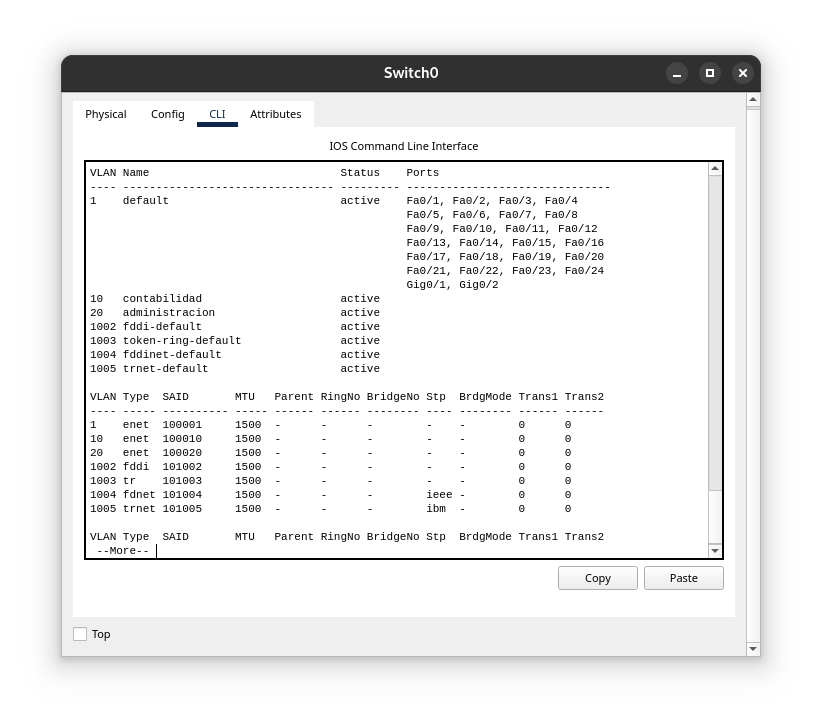 Switch0
Physical Config CLI Attributes
IOS Command Line Interface
VLAN Name                             Status    Ports
---- -------------------------------- --------- -------------------------------
1    default                          active    Fa0/1, Fa0/2, Fa0/3, Fa0/4
                                                Fa0/5, Fa0/6, Fa0/7, Fa0/8
                                                Fa0/9, Fa0/10, Fa0/11, Fa0/12
                                                Fa0/13, Fa0/14, Fa0/15, Fa0/16
                                                Fa0/17, Fa0/18, Fa0/19, Fa0/20
                                                Fa0/21, Fa0/22, Fa0/23, Fa0/24
                                                Gig0/1, Gig0/2
10   contabilidad                     active
20   administracion                   active
1002 fddi-default                     active
1003 token-ring-default               active
1004 fddinet-default                  active
1005 trnet-default                    active
VLAN Type  SAID       MTU   Parent RingNo BridgeNo Stp  BrdgMode Trans1 Trans2
---- ----- ---------- ----- ------ ------ -------- ---- -------- ------ ------
1    enet  100001     1500  -      -      -        -    -        0      0
10   enet  100010     1500  -      -      -        -    -        0      0
20   enet  100020     1500  -      -      -        -    -        0      0
1002 fddi  101002     1500  -      -      -        -    -        0      0
1003 tr    101003     1500  -      -      -        -    -        0      0
1004 fdnet 101004     1500  -      -      -        ieee -        0      0
1005 trnet 101005     1500  -      -      -        ibm  -        0      0
VLAN Type  SAID       MTU   Parent RingNo BridgeNo Stp  BrdgMode Trans1 Trans2
 --More--
Copy Paste
Top